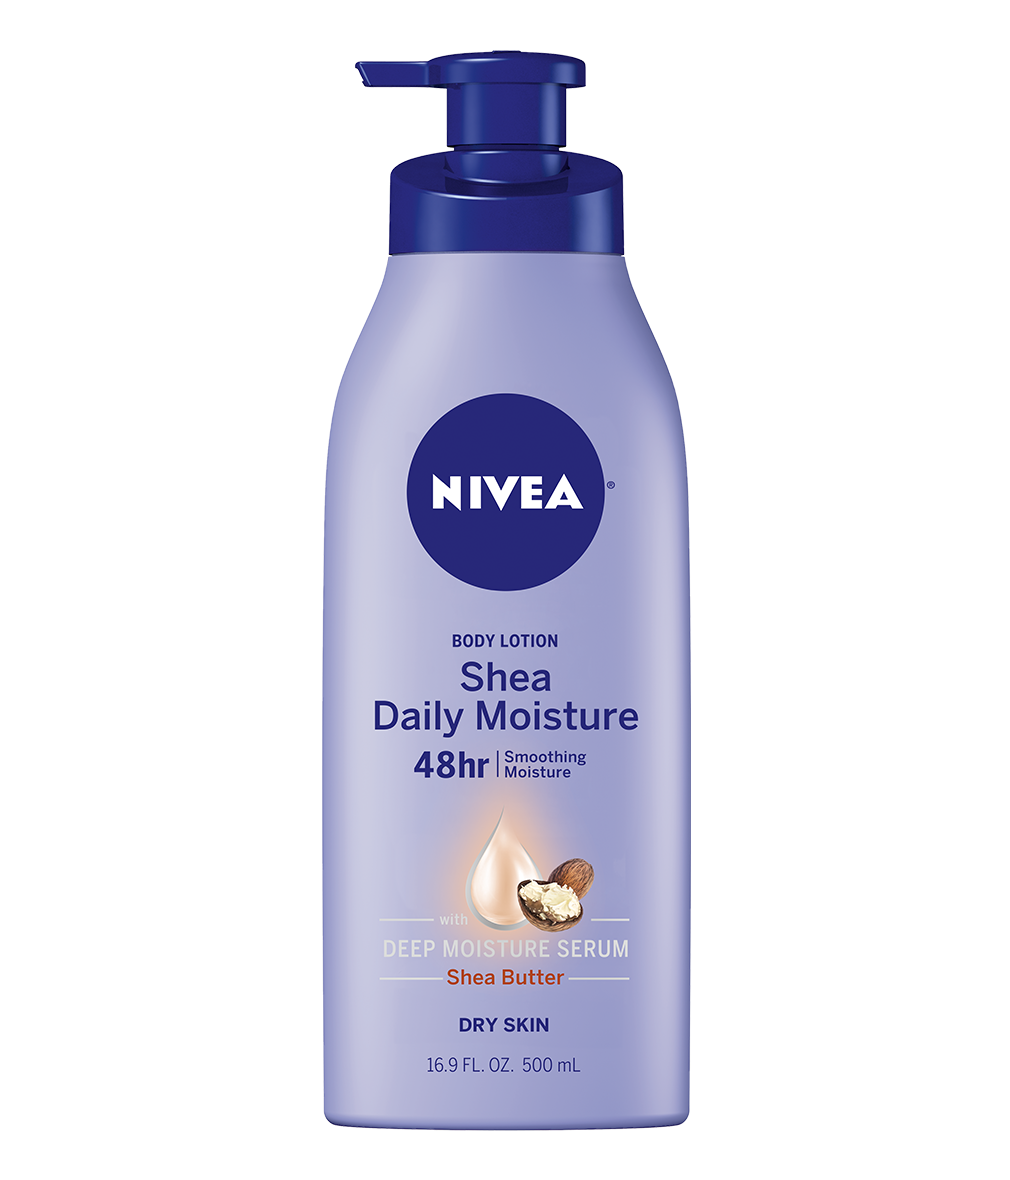 NIVEA®
BODY LOTION
Shea
Daily Moisture
48hr | Smoothing
Moisture
with
DEEP MOISTURE SERUM
Shea Butter
DRY SKIN
16.9 FL. OZ. 500 mL